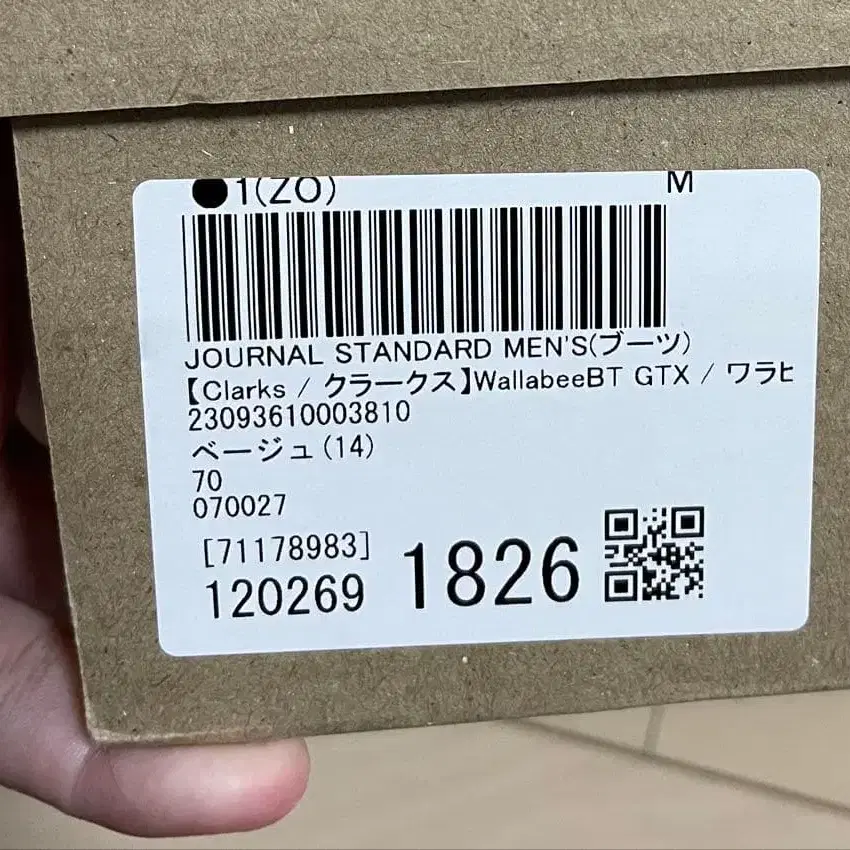 ●1(ZO) M
JOURNAL STANDARD MEN'S(ブーツ)
【Clarks / クラークス】WallabeeBT GTX / ワラヒ
23093610003810
ベージュ(14)
70
070027
[71178983]
120269 1826